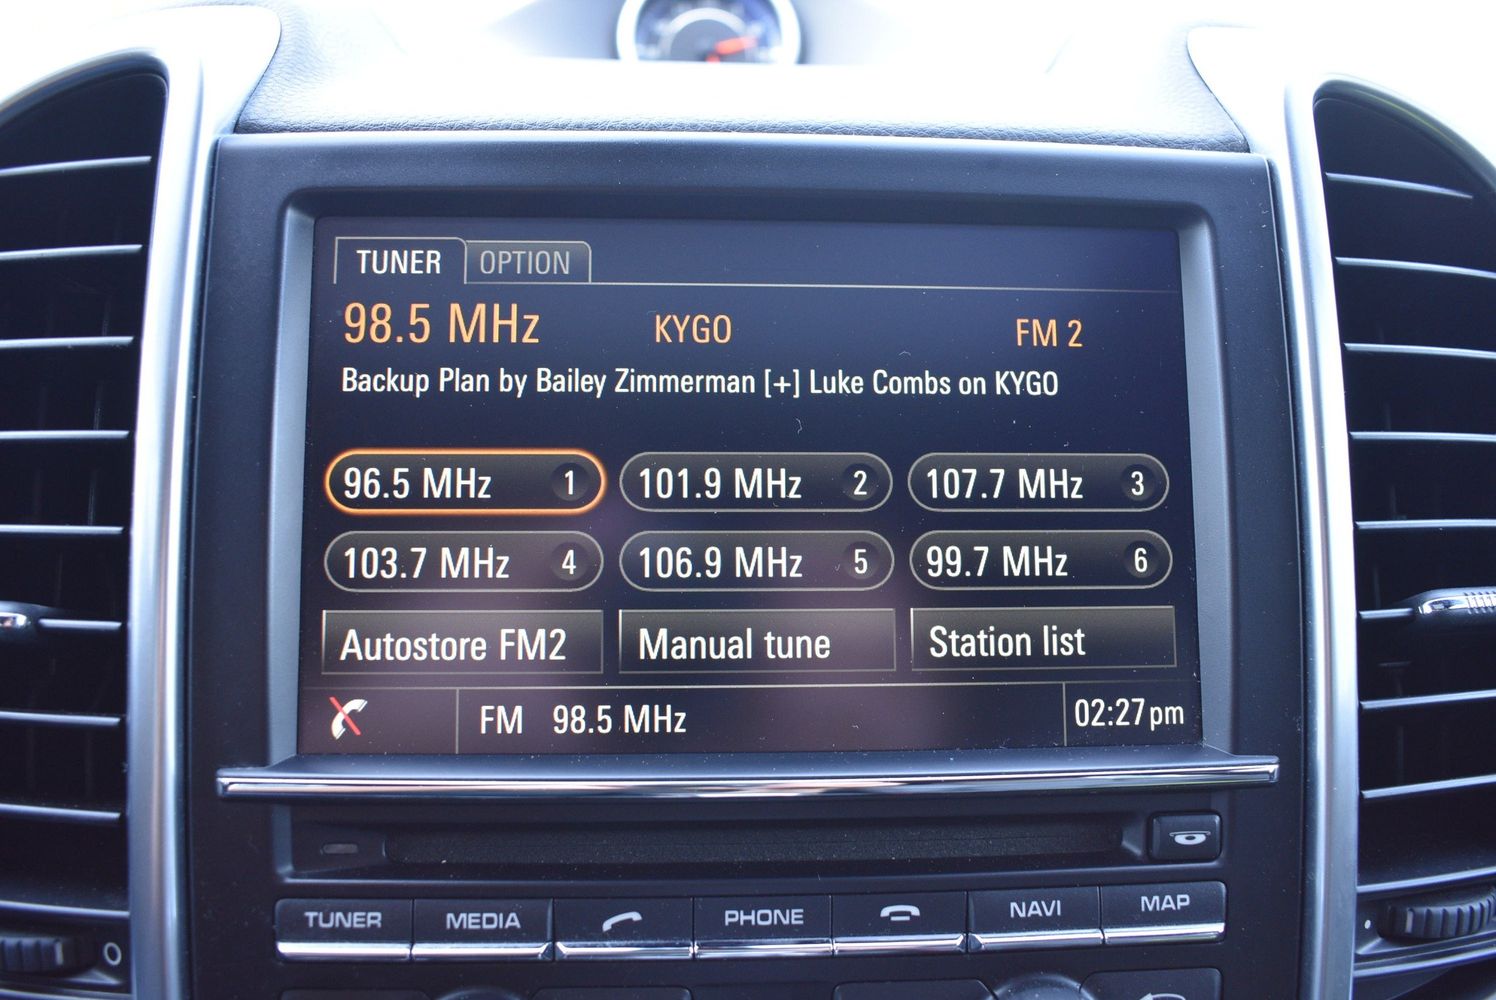 TUNER OPTION
98.5 MHz KYGO FM 2
Backup Plan by Bailey Zimmerman [+] Luke Combs on KYGO
96.5 MHz 1 101.9 MHz 2 107.7 MHz 3
103.7 MHz 4 106.9 MHz 5 99.7 MHz 6
Autostore FM2 Manual tune Station list
FM 98.5 MHz 02:27 pm
TUNER MEDIA PHONE NAVI MAP
0